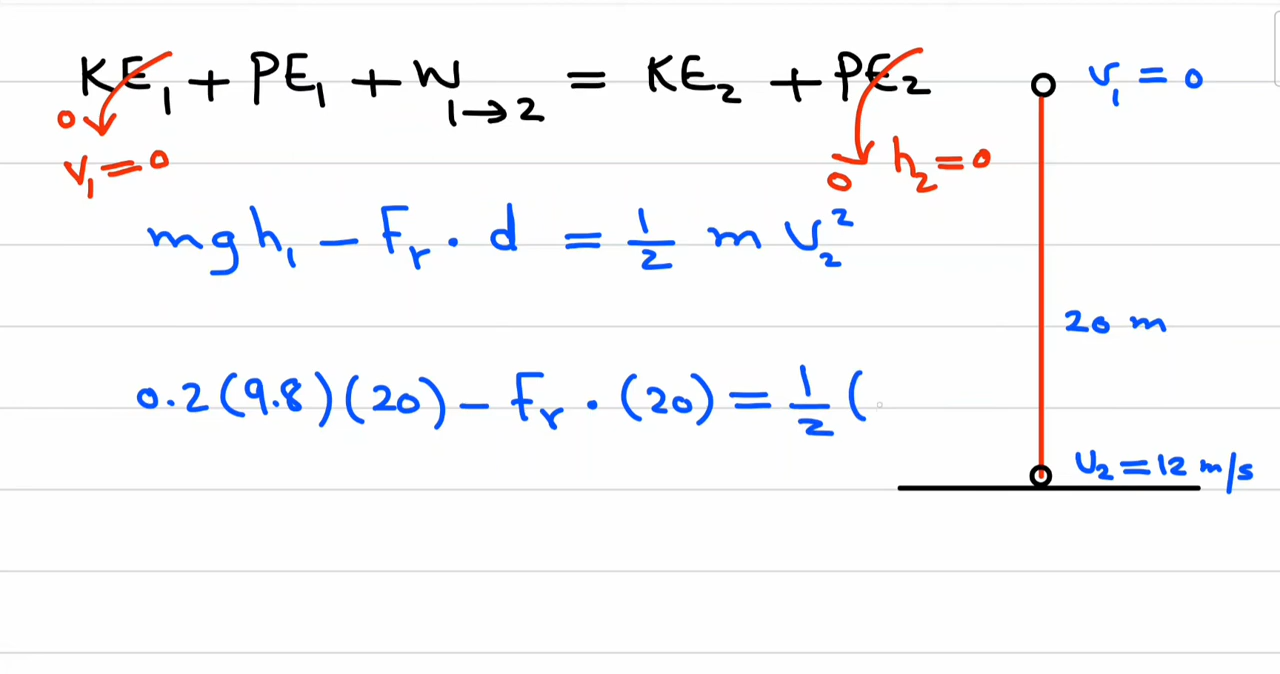 KE₁ + PE₁ + W₁→₂ = KE₂ + PE₂
v₁ = 0
0
v₁ = 0
0
h₂ = 0
mgh₁ − Fr · d = 1/2 m v₂²
20 m
0.2(9.8)(20) − Fr · (20) = 1/2 (
v₂ = 12 m/s